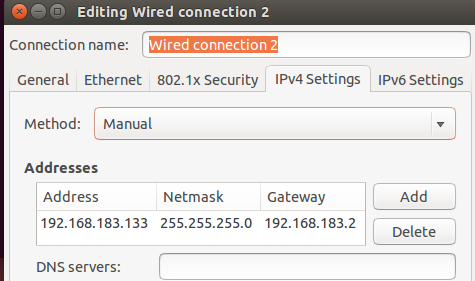 Editing Wired connection 2
Connection name: Wired connection 2
General Ethernet 802.1x Security IPv4 Settings IPv6 Settings
Method: Manual
Addresses
Address Netmask Gateway Add
192.168.183.133 255.255.255.0 192.168.183.2
Delete
DNS servers: